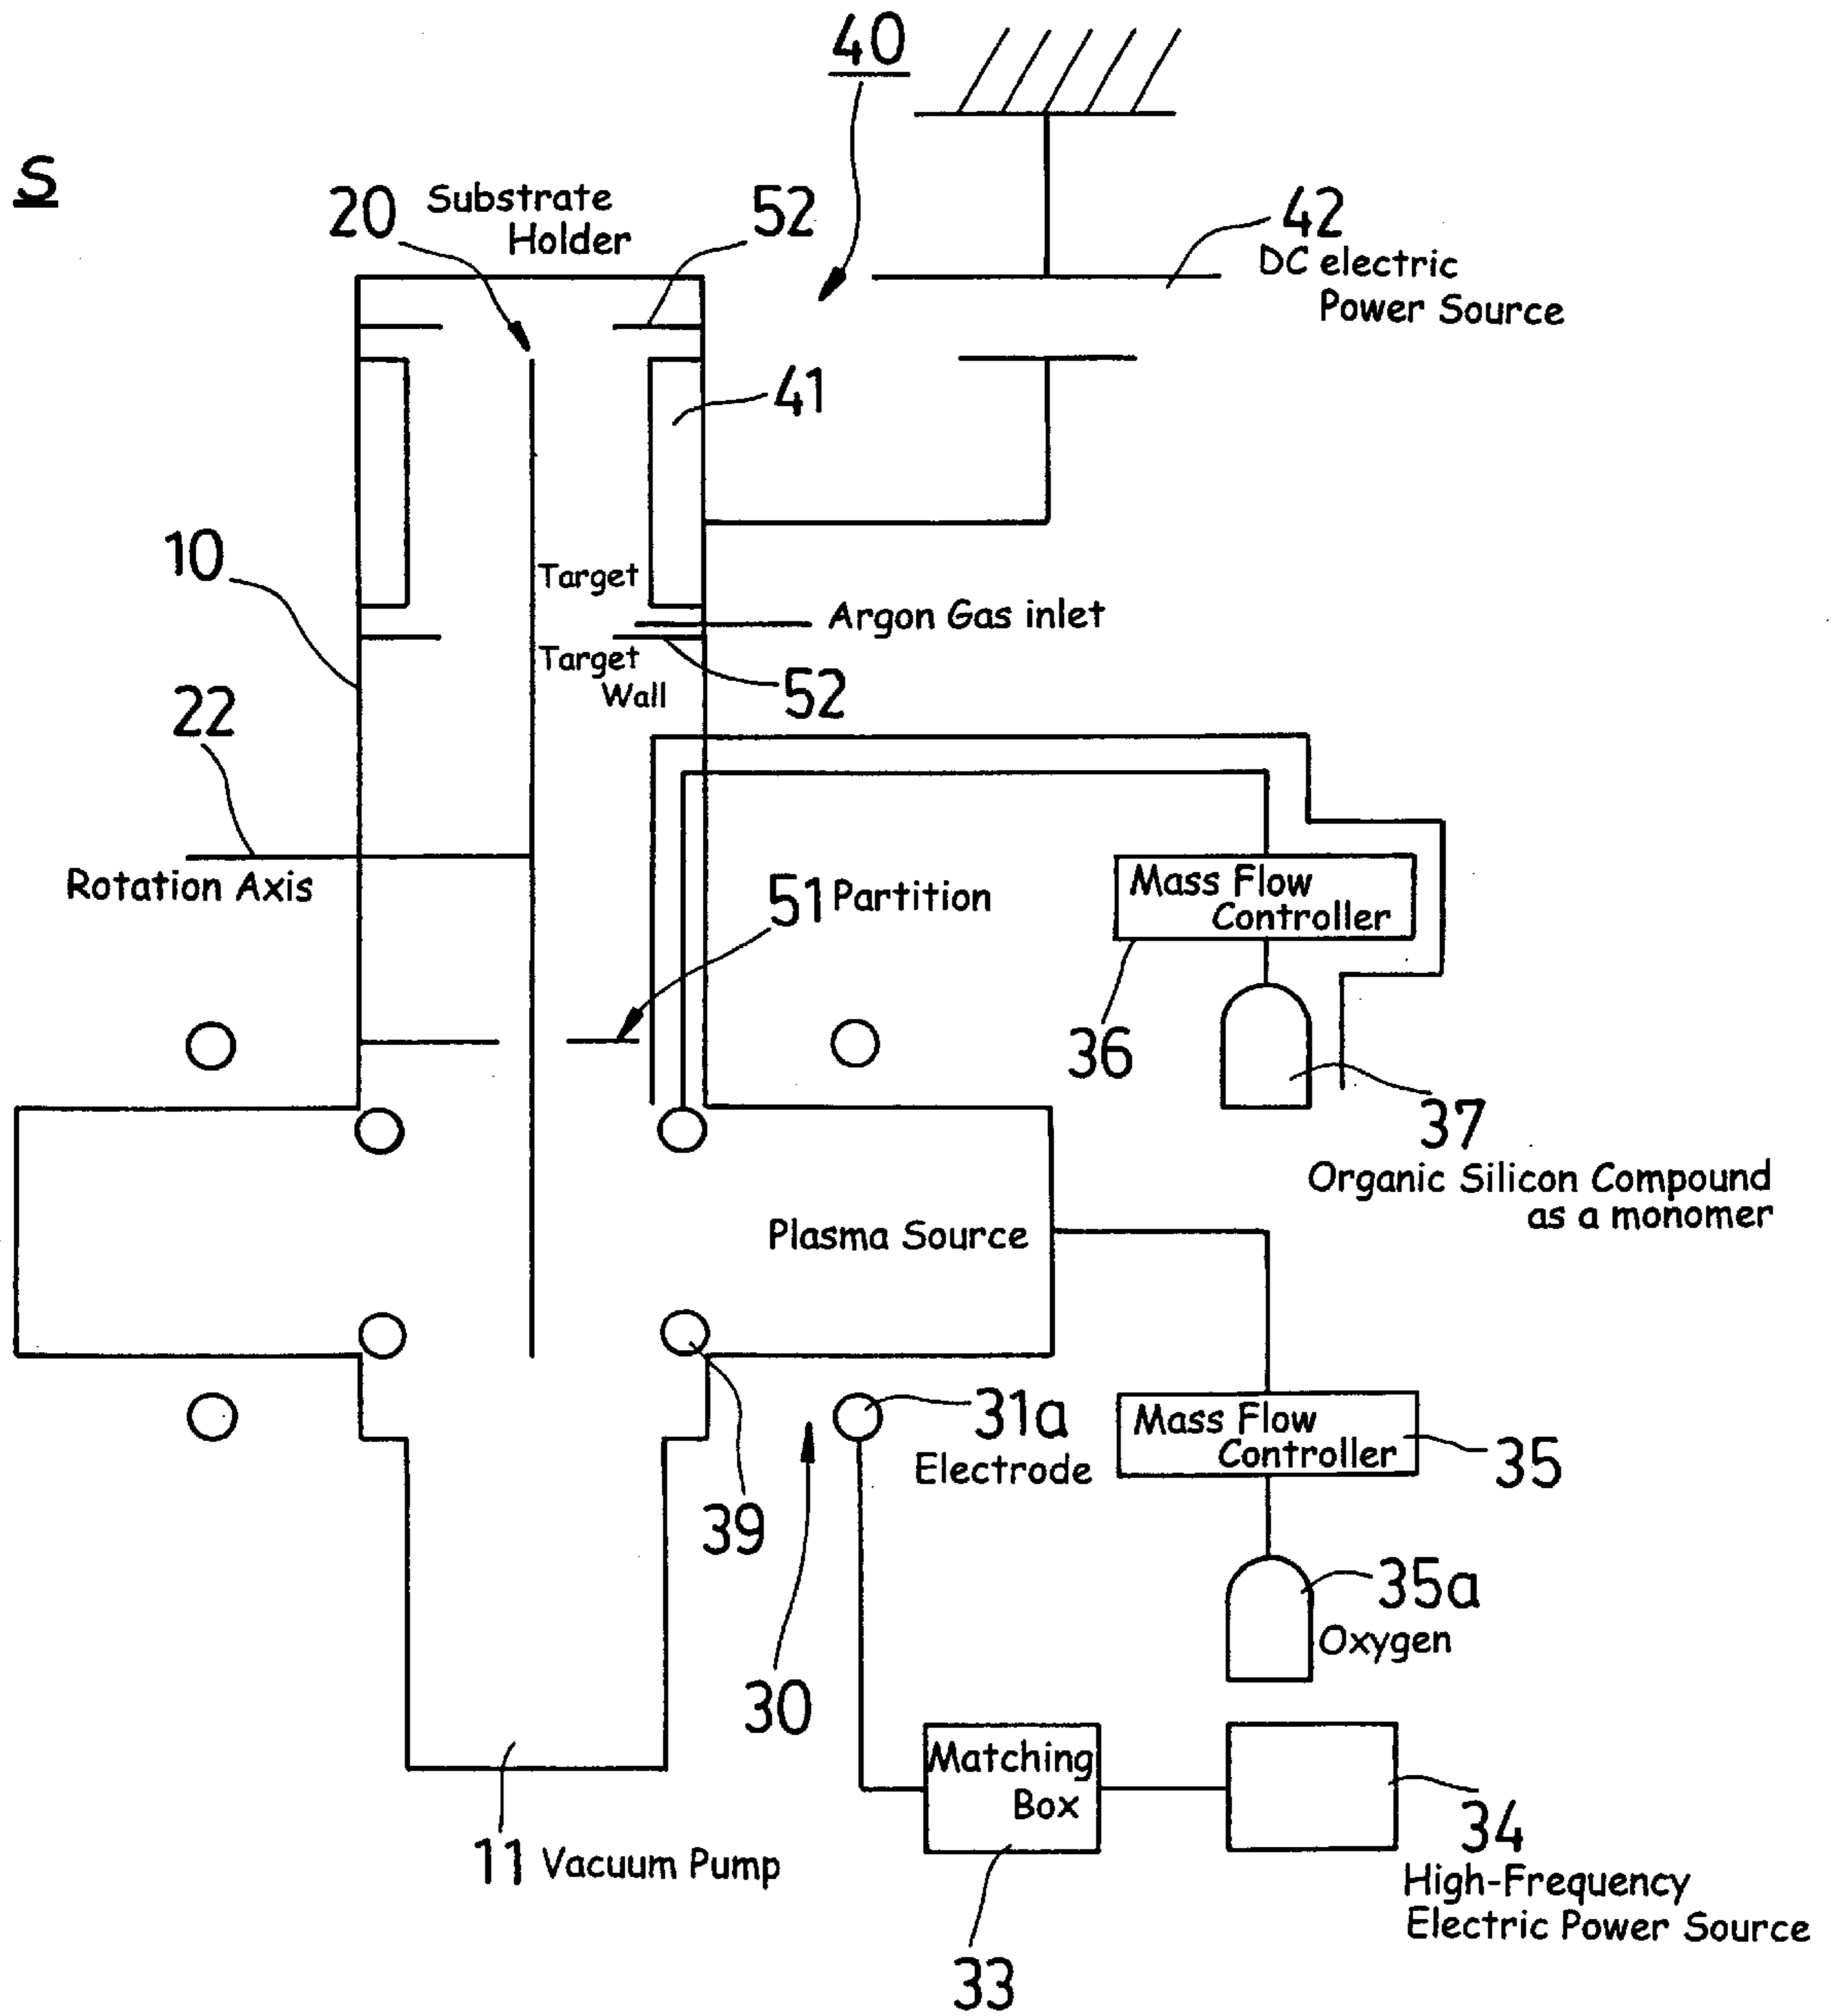 40
S
20
Substrate
Holder
52
42
DC electric
Power Source
41
10
Target
Argon Gas inlet
Target
Wall
52
22
Rotation Axis
51 Partition
Mass Flow
Controller
36
37
Organic Silicon Compound
as a monomer
Plasma Source
31a
Electrode
Mass Flow
Controller
35
39
35a
Oxygen
30
Matching
Box
34
High-Frequency
Electric Power Source
11 Vacuum Pump
33